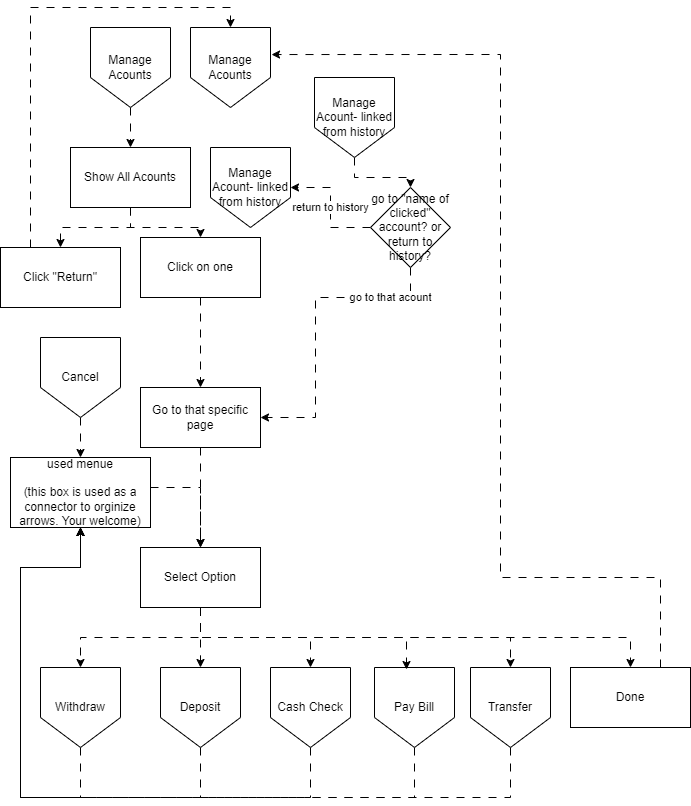 Manage
Acounts
Manage
Acounts
Manage
Acount- linked
from history
Show All Acounts
Manage
Acount- linked
from history
return to history
go to "name of
clicked"
account? or
return to
history?
Click "Return"
Click on one
go to that acount
Cancel
Go to that specific
page
used menue
(this box is used as a
connector to orginize
arrows. Your welcome)
Select Option
Withdraw
Deposit
Cash Check
Pay Bill
Transfer
Done